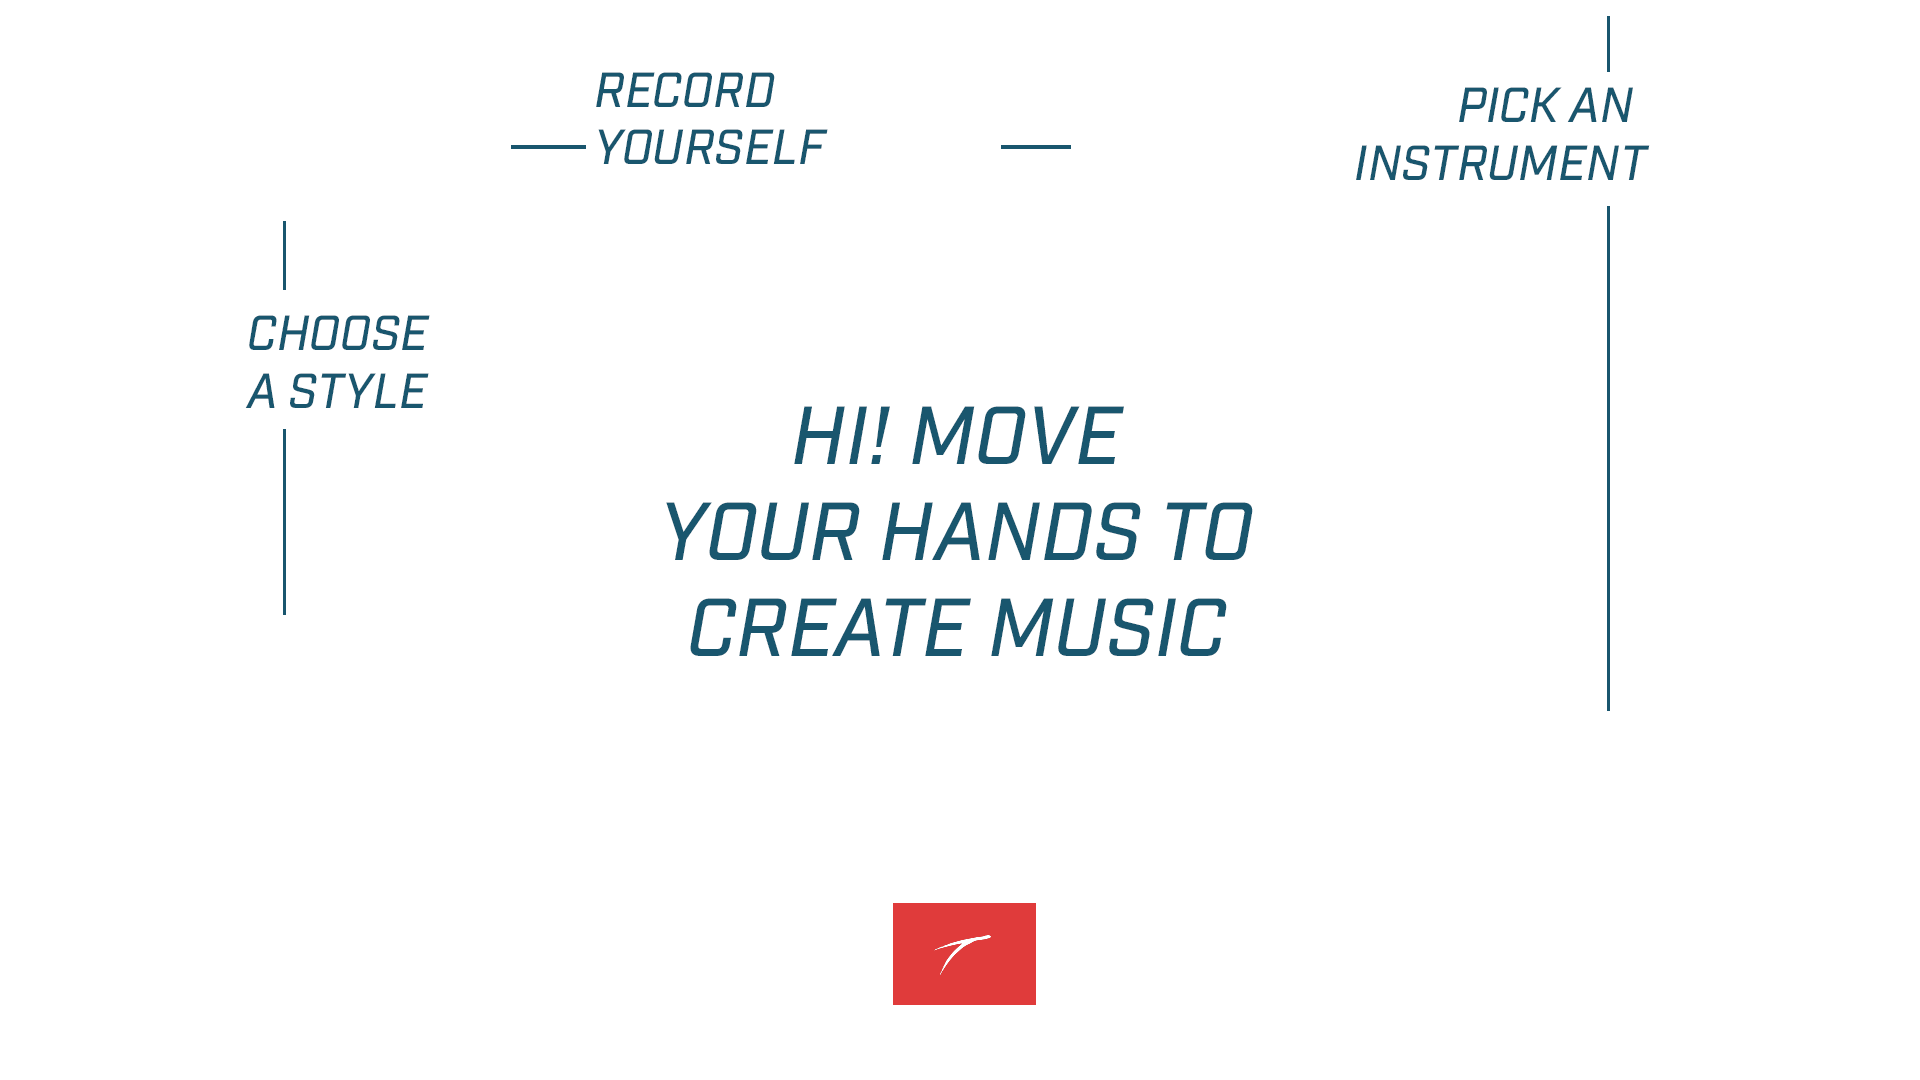 RECORD
YOURSELF
PICK AN
INSTRUMENT
CHOOSE
A STYLE
HI! MOVE
YOUR HANDS TO
CREATE MUSIC